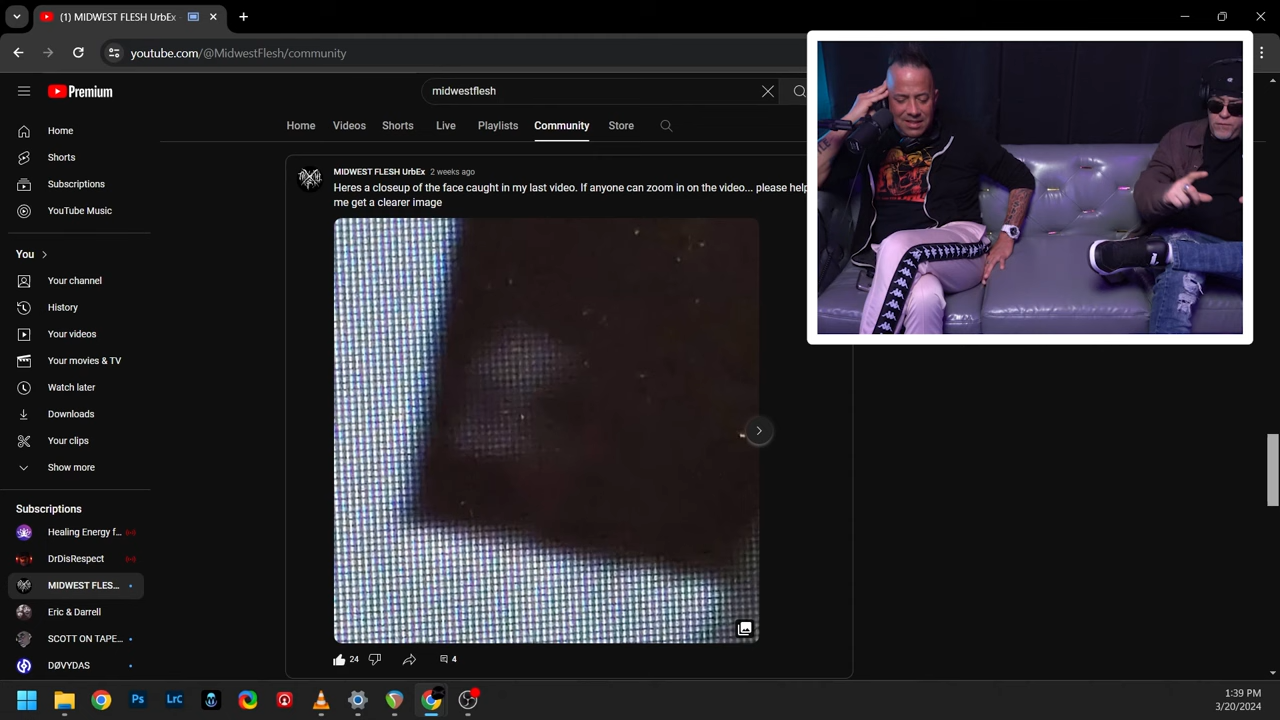 (1) MIDWEST FLESH UrbEx
youtube.com/@MidwestFlesh/community
Premium
midwestflesh
Home
Videos
Shorts
Live
Playlists
Community
Store
Home
Shorts
Subscriptions
YouTube Music
You
Your channel
History
Your videos
Your movies & TV
Watch later
Downloads
Your clips
Show more
Subscriptions
Healing Energy f...
DrDisRespect
MIDWEST FLES...
Eric & Darrell
SCOTT ON TAPE...
DØVYDAS
MIDWEST FLESH UrbEx 2 weeks ago
Heres a closeup of the face caught in my last video. If anyone can zoom in on the video... please help
me get a clearer image
24
4
Ps
Lrc
1:39 PM
3/20/2024